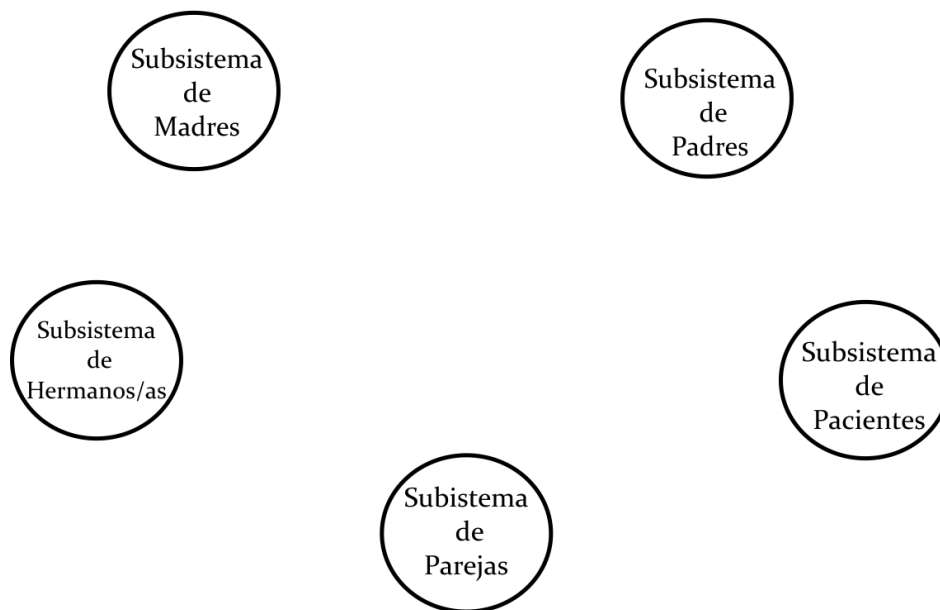 Subsistema
de
Madres
Subsistema
de
Padres
Subsistema
de
Hermanos/as
Subsistema
de
Pacientes
Subistema
de
Parejas